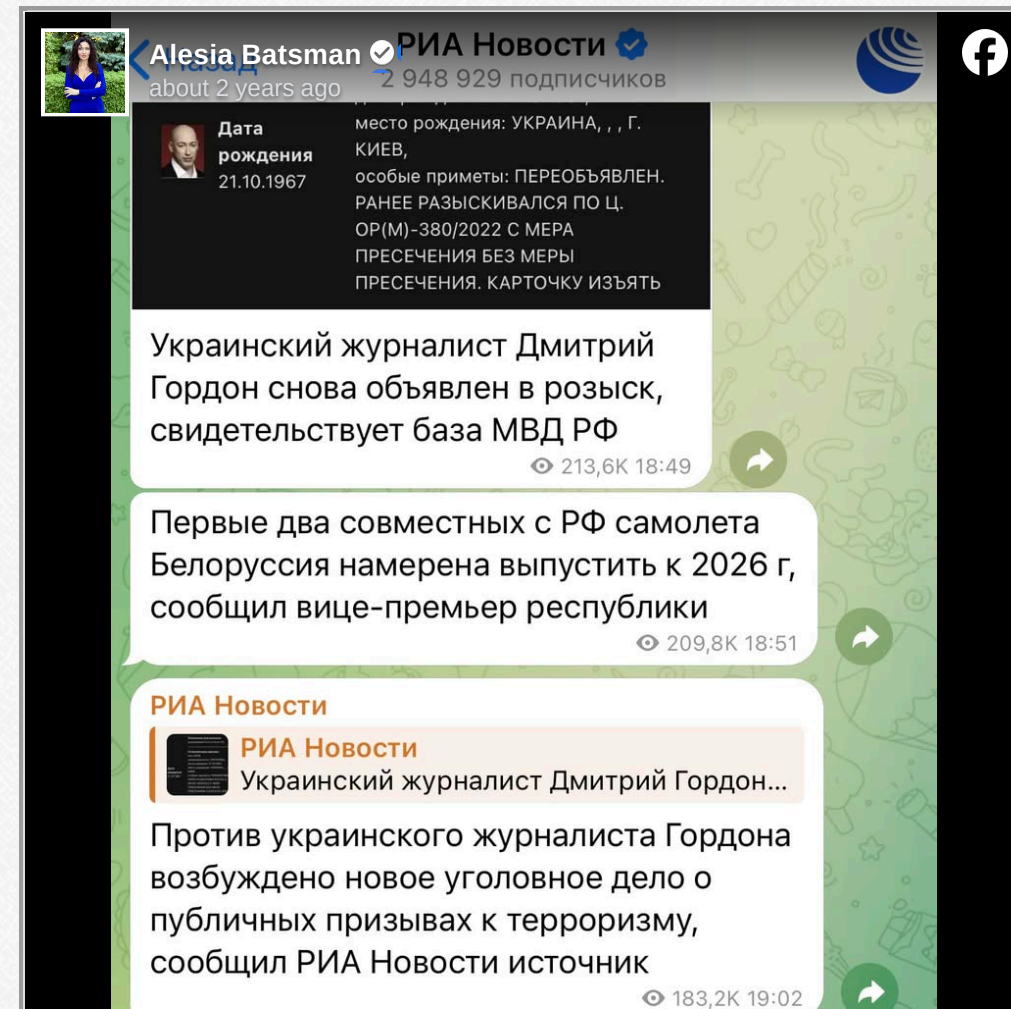 Alesia Batsman
about 2 years ago
Назад
РИА Новости
2 948 929 подписчиков
Дата
рождения
21.10.1967
место рождения: УКРАИНА, , , Г.
КИЕВ,
особые приметы: ПЕРЕОБЪЯВЛЕН.
РАНЕЕ РАЗЫСКИВАЛСЯ ПО Ц.
ОР(М)-380/2022 С МЕРА
ПРЕСЕЧЕНИЯ БЕЗ МЕРЫ
ПРЕСЕЧЕНИЯ. КАРТОЧКУ ИЗЪЯТЬ
Украинский журналист Дмитрий
Гордон снова объявлен в розыск,
свидетельствует база МВД РФ
213,6K 18:49
Первые два совместных с РФ самолета
Белоруссия намерена выпустить к 2026 г,
сообщил вице-премьер республики
209,8K 18:51
РИА Новости
РИА Новости
Украинский журналист Дмитрий Гордон...
Против украинского журналиста Гордона
возбуждено новое уголовное дело о
публичных призывах к терроризму,
сообщил РИА Новости источник
183,2K 19:02